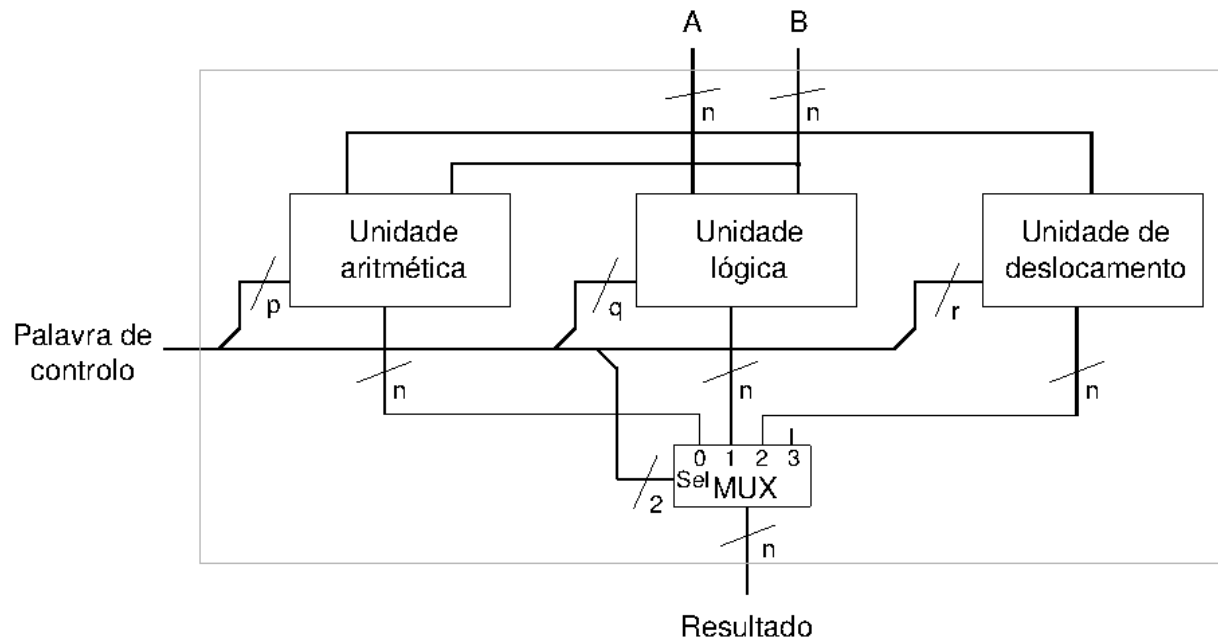 A
B
n
n
Unidade
aritmética
Unidade
lógica
Unidade de
deslocamento
p
q
r
Palavra de
controlo
n
n
n
0 1 2 3
Sel
MUX
2
n
Resultado